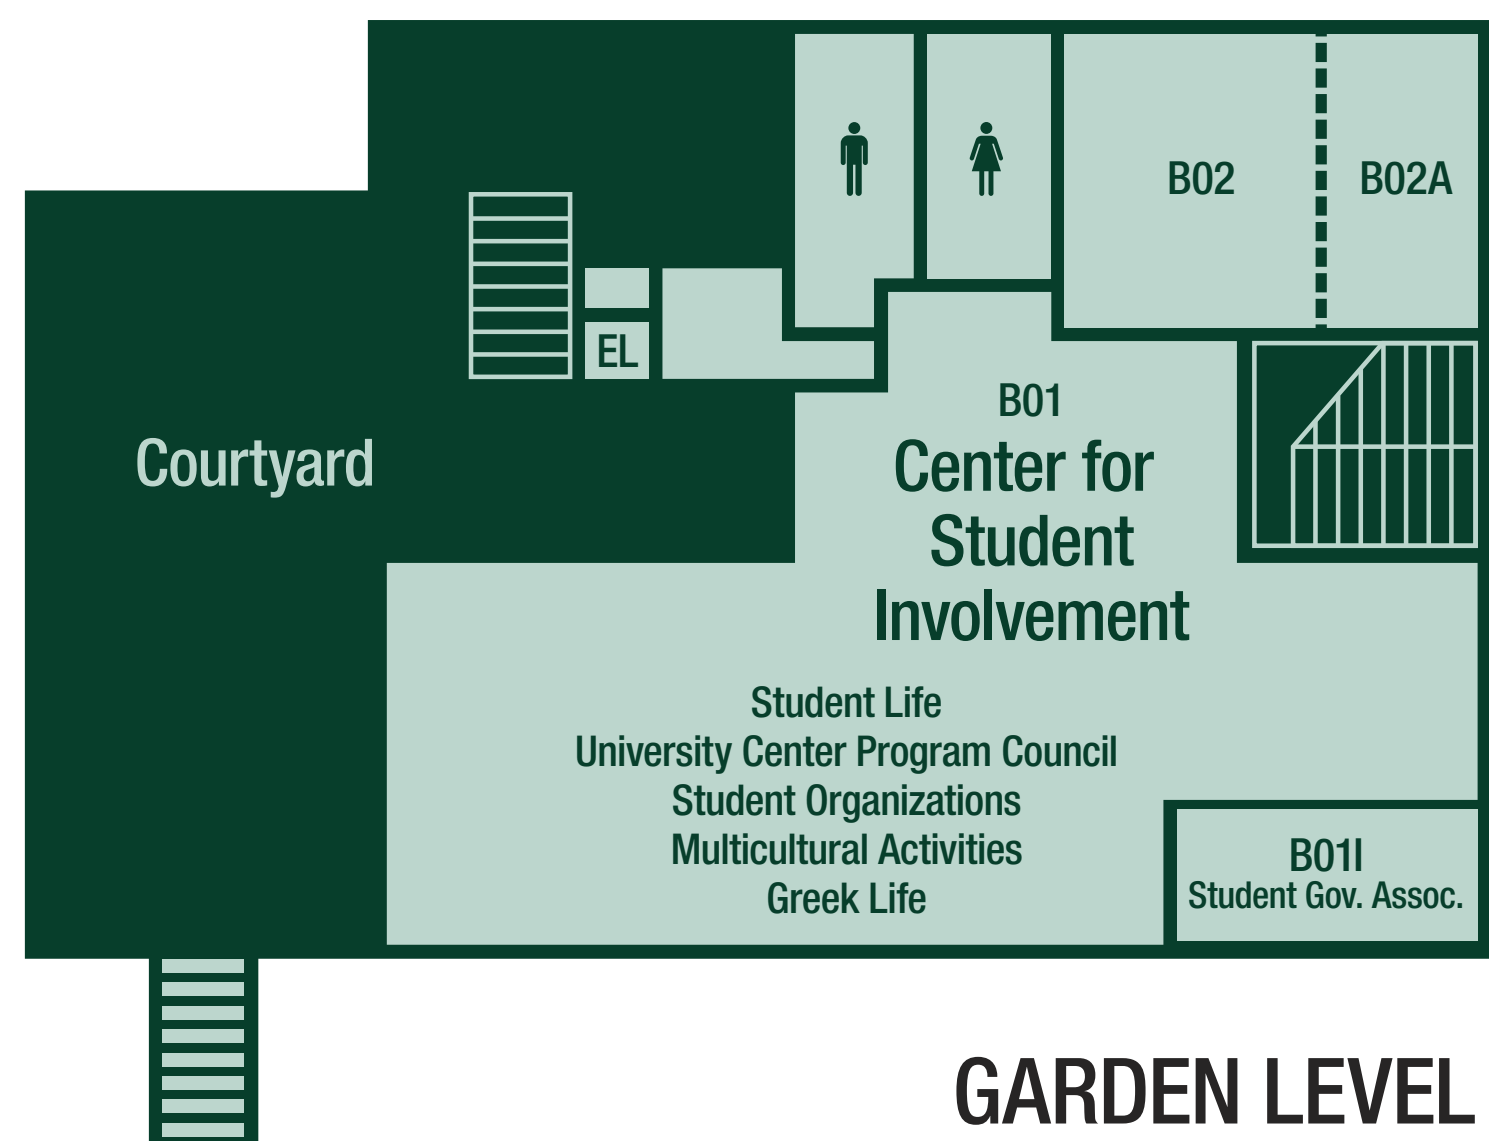 B02
B02A
EL
Courtyard
B01
Center for
Student
Involvement
Student Life
University Center Program Council
Student Organizations
Multicultural Activities
Greek Life
B01I
Student Gov. Assoc.
GARDEN LEVEL